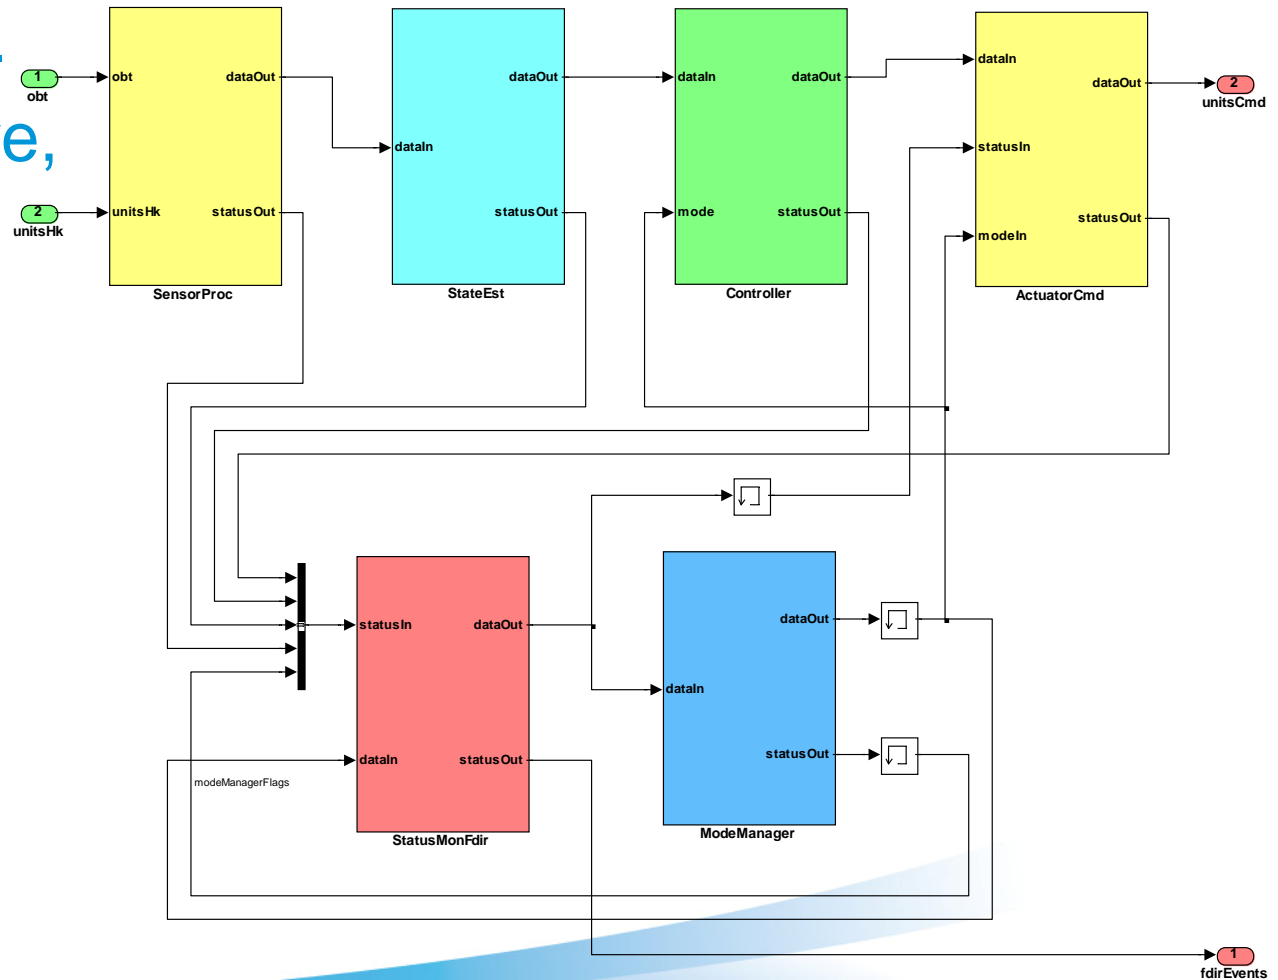 e,
1
obt
2
unitsHk
obt
unitsHk
dataOut
statusOut
SensorProc
dataIn
dataOut
statusOut
StateEst
dataIn
mode
dataOut
statusOut
Controller
dataIn
statusIn
modeIn
dataOut
statusOut
ActuatorCmd
2
unitsCmd
statusIn
dataIn
dataOut
statusOut
StatusMonFdir
modeManagerFlags
dataIn
dataOut
statusOut
ModeManager
1
fdirEvents